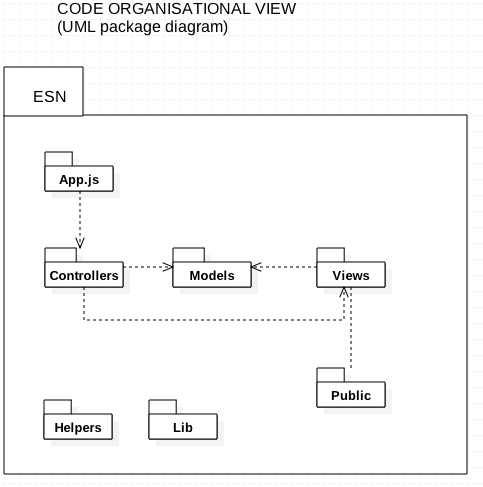 CODE ORGANISATIONAL VIEW
(UML package diagram)
ESN
App.js
Controllers
Models
Views
Public
Helpers
Lib